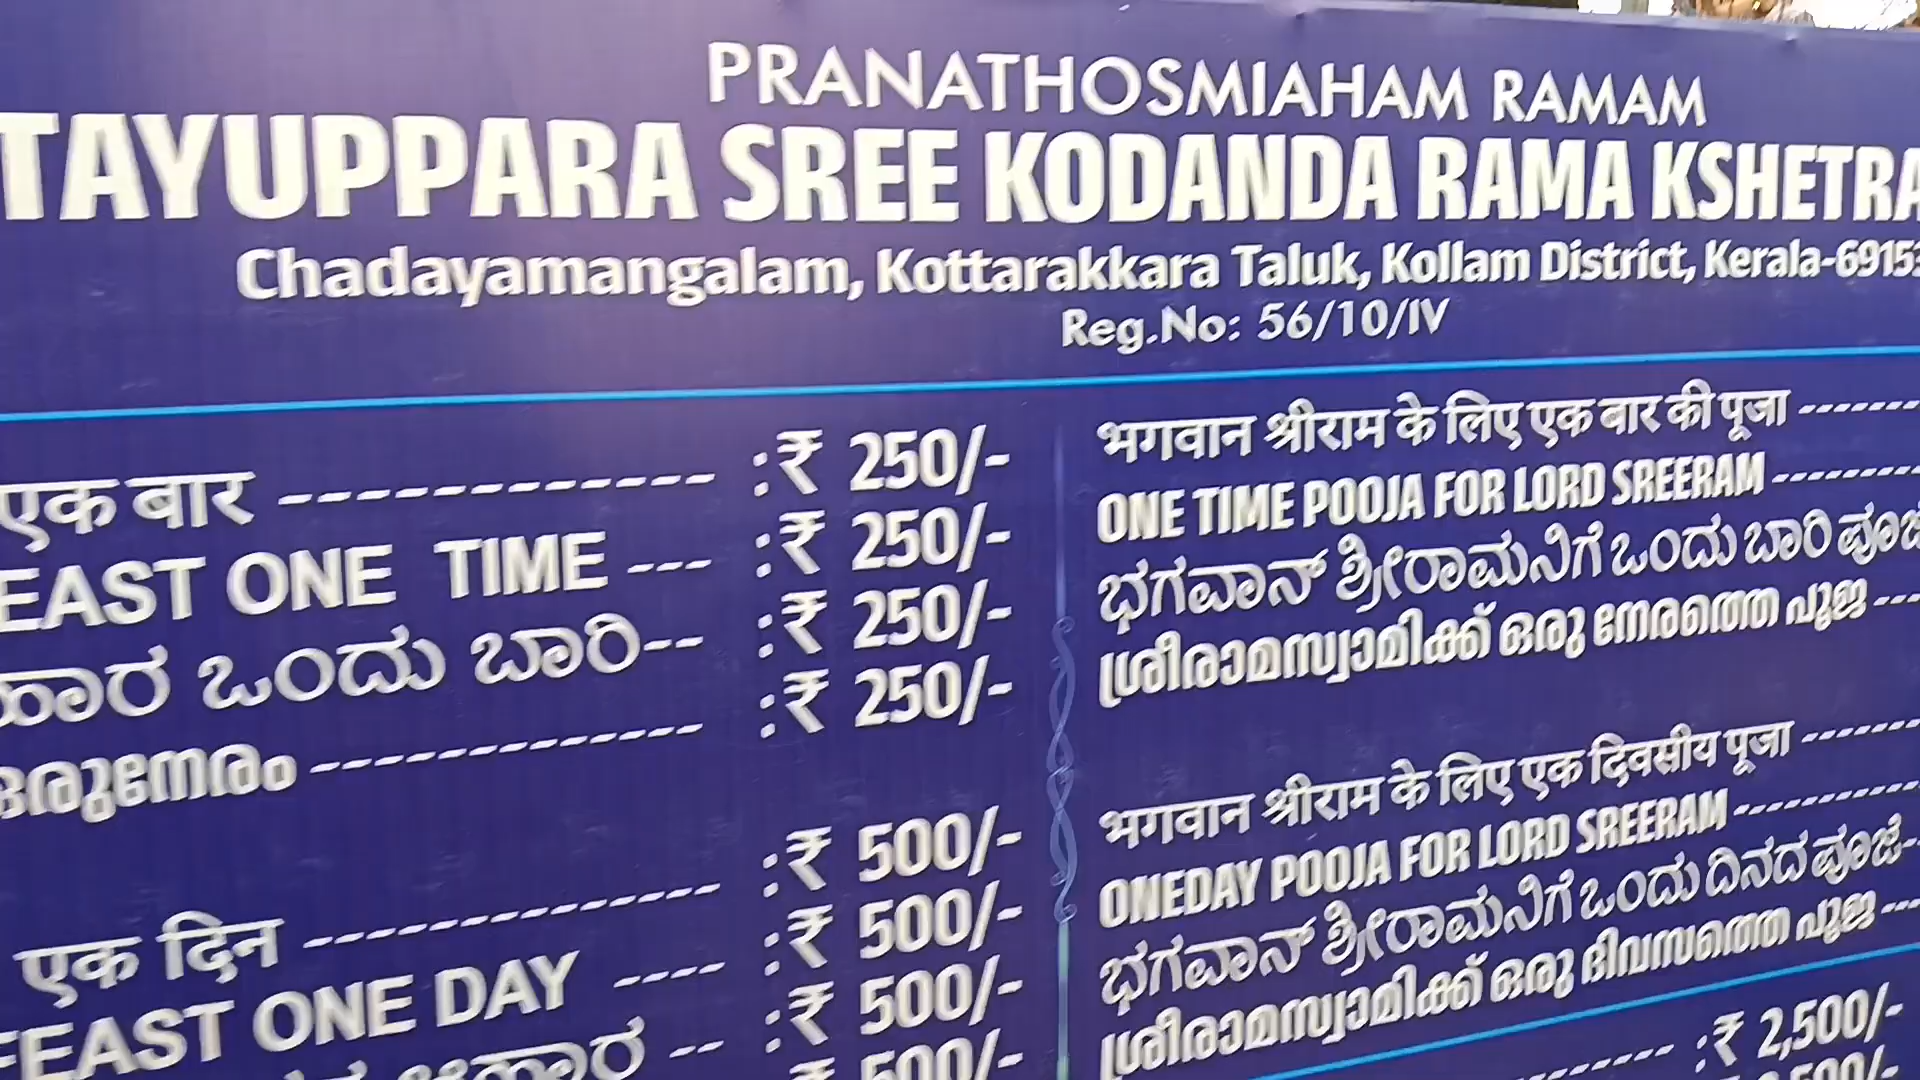 PRANATHOSMIAHAM RAMAM
TAYUPPARA SREE KODANDA RAMA KSHETRA
Chadayamangalam, Kottarakkara Taluk, Kollam District, Kerala-69153
Reg.No: 56/10/IV
एक बार ------------ :₹ 250/-
EAST ONE TIME --- :₹ 250/-
ಹಾರ ಒಂದು ಬಾರಿ-- :₹ 250/-
ഒരുനേരം ------------- :₹ 250/-
एक दिन ------------- :₹ 500/-
FEAST ONE DAY ---- :₹ 500/-
-- :₹ 500/-
500/-
भगवान श्रीराम के लिए एक बार की पूजा -------
ONE TIME POOJA FOR LORD SREERAM --------
ಭಗವಾನ್ ಶ್ರೀರಾಮನಿಗೆ ಒಂದು ಬಾರಿ ಪೂಜೆ
ശ്രീരാമസ്വാമിക്ക് ഒരു നേരത്തെ പൂജ ---
भगवान श्रीराम के लिए एक दिवसीय पूजा -------
ONEDAY POOJA FOR LORD SREERAM ----------
ಭಗವಾನ್ ಶ್ರೀರಾಮನಿಗೆ ಒಂದು ದಿನದ ಪೂಜೆ-
ശ്രീരാമസ്വാമിക്ക് ഒരു ദിവസത്തെ പൂജ ---
-------- :₹ 2,500/-